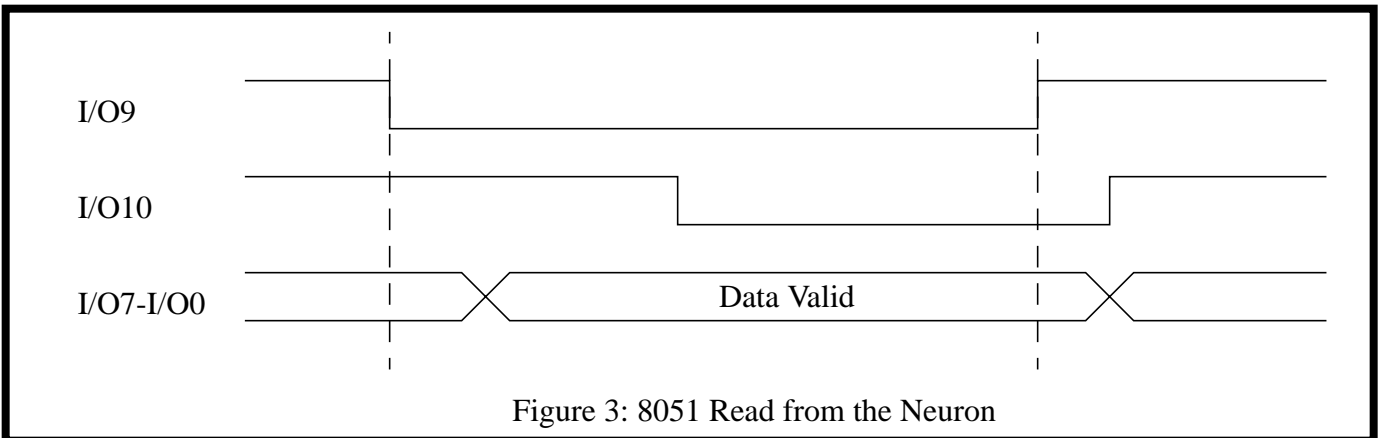 I/O9
I/O10
I/O7-I/O0
Data Valid
Figure 3: 8051 Read from the Neuron